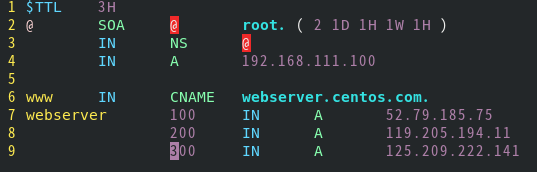 1 $TTL 3H
2 @ SOA @ root. ( 2 1D 1H 1W 1H )
3 IN NS @
4 IN A 192.168.111.100
5
6 www IN CNAME webserver.centos.com.
7 webserver 100 IN A 52.79.185.75
8 200 IN A 119.205.194.11
9 300 IN A 125.209.222.141